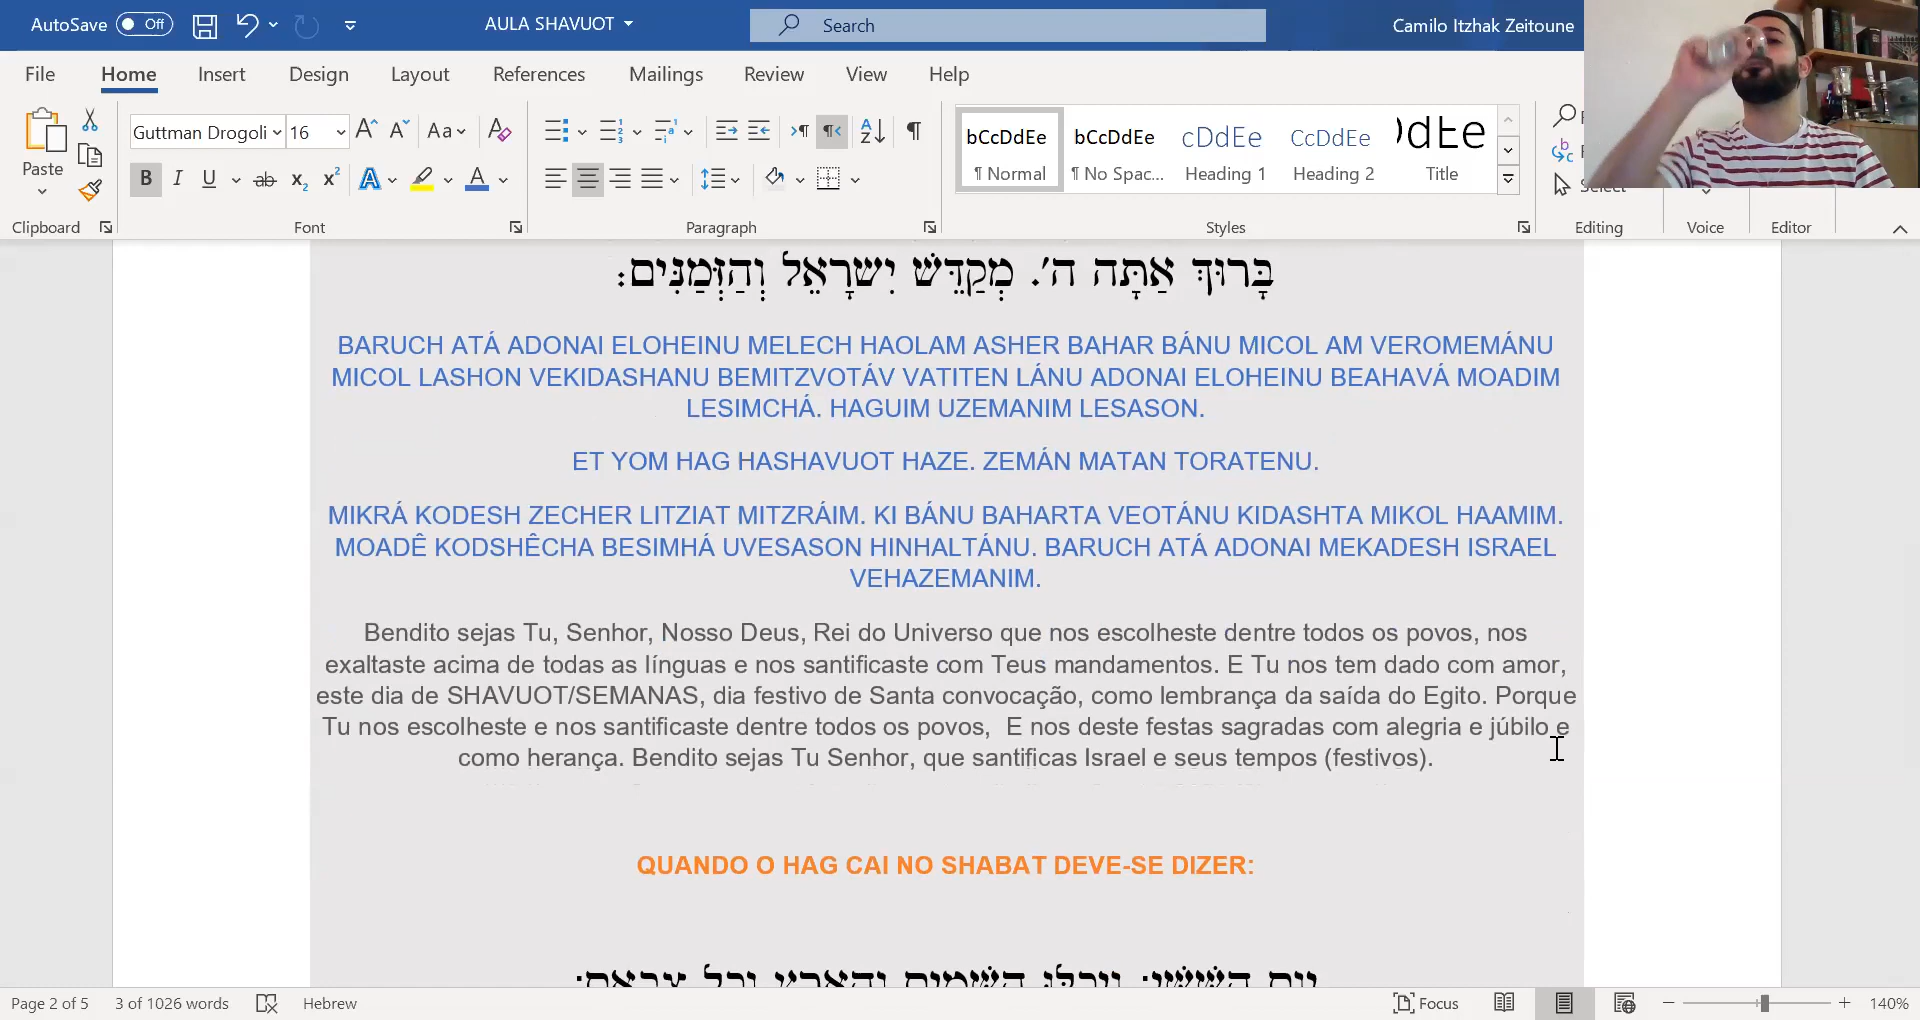 AutoSave Off AULA SHAVUOT Search Camilo Itzhak Zeitoune
File Home Insert Design Layout References Mailings Review View Help
Guttman Drogoli 16 Aa
bCcDdEe bCcDdEe cDdEe CcDdEe
Paste ¶ Normal ¶ No Spac... Heading 1 Heading 2 Title
Clipboard Font Paragraph Styles Editing Voice Editor
בָּרוּךְ אַתָּה ה'. מְקַדֵּשׁ יִשְׂרָאֵל וְהַזְּמַנִּים:
BARUCH ATÁ ADONAI ELOHEINU MELECH HAOLAM ASHER BAHAR BÁNU MICOL AM VEROMEMÁNU
MICOL LASHON VEKIDASHANU BEMITZVOTÁV VATITEN LÁNU ADONAI ELOHEINU BEAHAVÁ MOADIM
LESIMCHÁ. HAGUIM UZEMANIM LESASON.
ET YOM HAG HASHAVUOT HAZE. ZEMÁN MATAN TORATENU.
MIKRÁ KODESH ZECHER LITZIAT MITZRÁIM. KI BÁNU BAHARTA VEOTÁNU KIDASHTA MIKOL HAAMIM.
MOADÊ KODSHÊCHA BESIMHÁ UVESASON HINHALTÁNU. BARUCH ATÁ ADONAI MEKADESH ISRAEL
VEHAZEMANIM.
Bendito sejas Tu, Senhor, Nosso Deus, Rei do Universo que nos escolheste dentre todos os povos, nos
exaltaste acima de todas as línguas e nos santificaste com Teus mandamentos. E Tu nos tem dado com amor,
este dia de SHAVUOT/SEMANAS, dia festivo de Santa convocação, como lembrança da saída do Egito. Porque
Tu nos escolheste e nos santificaste dentre todos os povos, E nos deste festas sagradas com alegria e júbilo e
como herança. Bendito sejas Tu Senhor, que santificas Israel e seus tempos (festivos).
QUANDO O HAG CAI NO SHABAT DEVE-SE DIZER:
Page 2 of 5 3 of 1026 words Hebrew Focus 140%